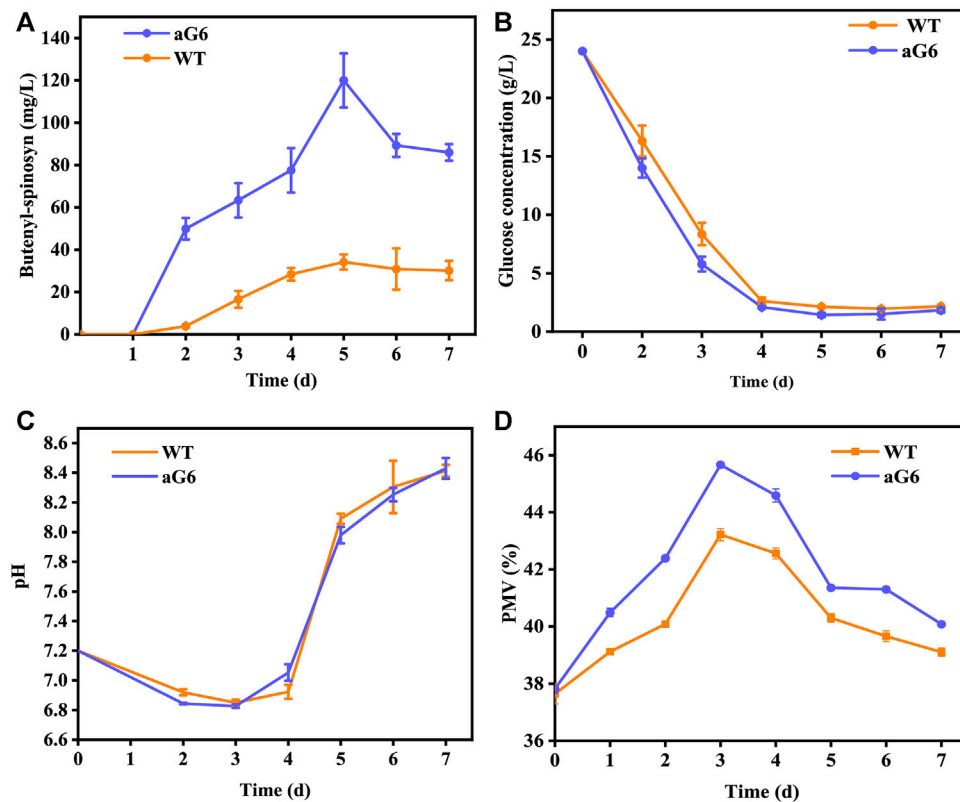 A
aG6
WT
Butenyl-spinosyn (mg/L)
140
120
100
80
60
40
20
0
1 2 3 4 5 6 7
Time (d)
B
WT
aG6
Glucose concentration (g/L)
25
20
15
10
5
0
0 2 3 4 5 6 7
Time (d)
C
WT
aG6
pH
8.6
8.4
8.2
8.0
7.8
7.6
7.4
7.2
7.0
6.8
6.6
0 1 2 3 4 5 6 7
Time (d)
D
WT
aG6
PMV (%)
46
44
42
40
38
36
0 1 2 3 4 5 6 7
Time (d)